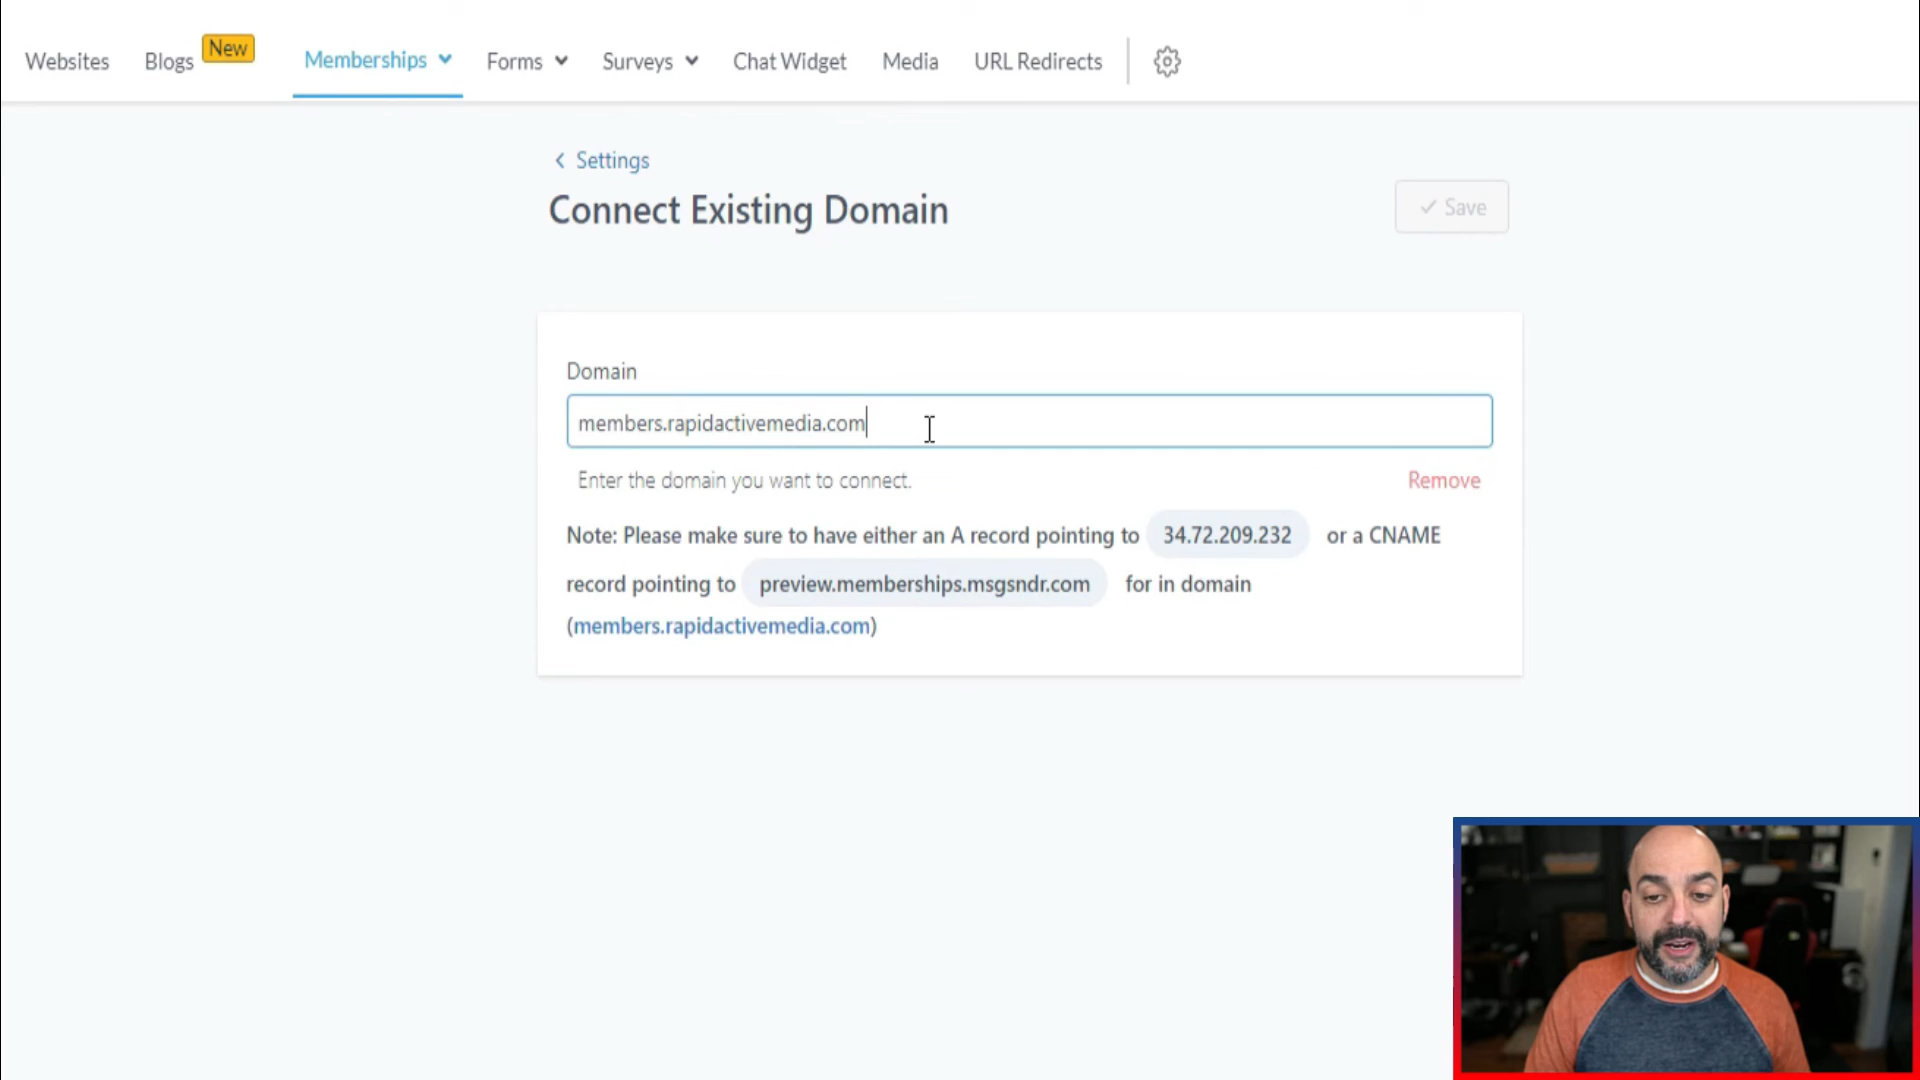 Websites Blogs New Memberships Forms Surveys Chat Widget Media URL Redirects
Settings
Connect Existing Domain
Save
Domain
members.rapidactivemedia.com
Enter the domain you want to connect.
Remove
Note: Please make sure to have either an A record pointing to 34.72.209.232 or a CNAME
record pointing to preview.memberships.msgsndr.com for in domain
(members.rapidactivemedia.com)